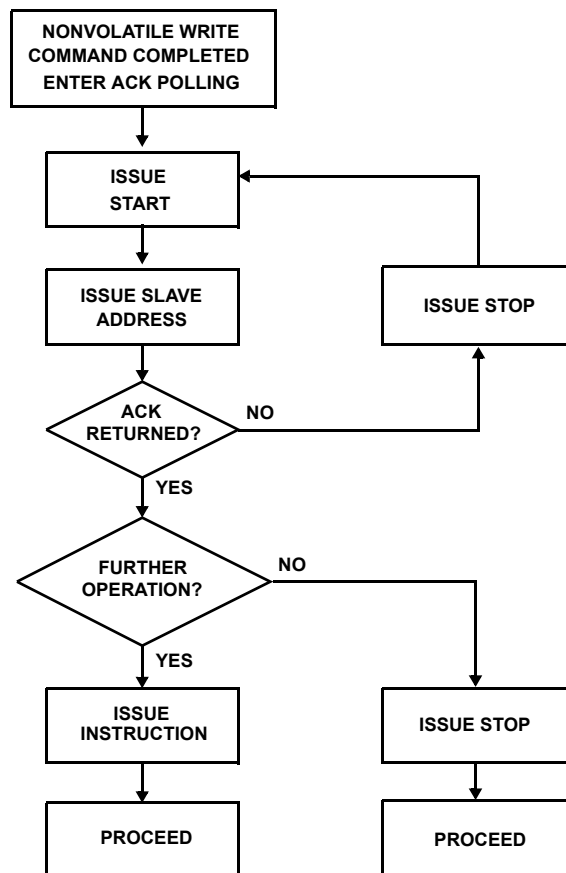 NONVOLATILE WRITE
COMMAND COMPLETED
ENTER ACK POLLING
ISSUE
START
ISSUE SLAVE
ADDRESS
ISSUE STOP
ACK
RETURNED?
NO
YES
FURTHER
OPERATION?
NO
YES
ISSUE
INSTRUCTION
ISSUE STOP
PROCEED
PROCEED